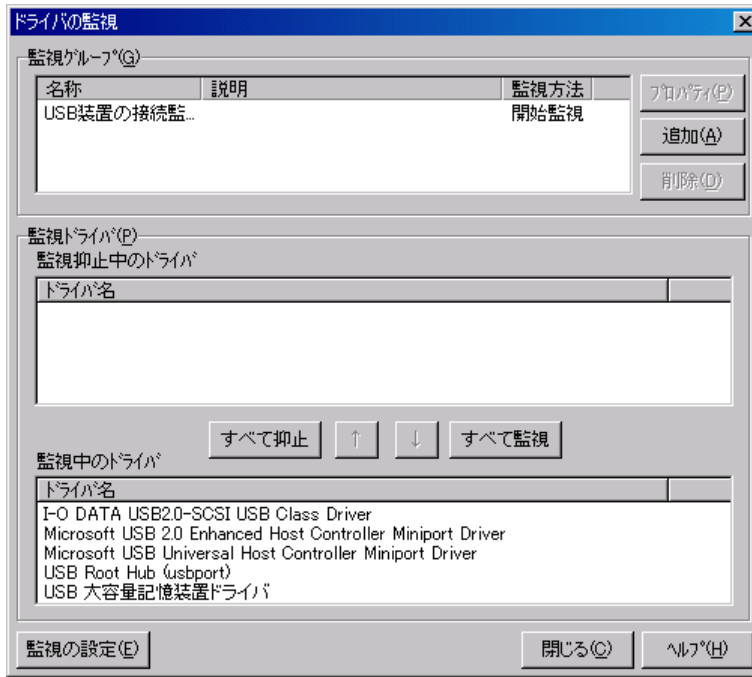 ドライバの監視
監視ｸﾞﾙｰﾌﾟ(G)
名称 説明 監視方法
USB装置の接続監... 開始監視
ﾌﾟﾛﾊﾟﾃｨ(P)
追加(A)
削除(D)
監視ﾄﾞﾗｲﾊﾞ(P)
監視抑止中のﾄﾞﾗｲﾊﾞ
ﾄﾞﾗｲﾊﾞ名
すべて抑止 ↑ ↓ すべて監視
監視中のﾄﾞﾗｲﾊﾞ
ﾄﾞﾗｲﾊﾞ名
I-O DATA USB2.0-SCSI USB Class Driver
Microsoft USB 2.0 Enhanced Host Controller Miniport Driver
Microsoft USB Universal Host Controller Miniport Driver
USB Root Hub (usbport)
USB 大容量記憶装置ドライバ
監視の設定(E) 閉じる(C) ﾍﾙﾌﾟ(H)